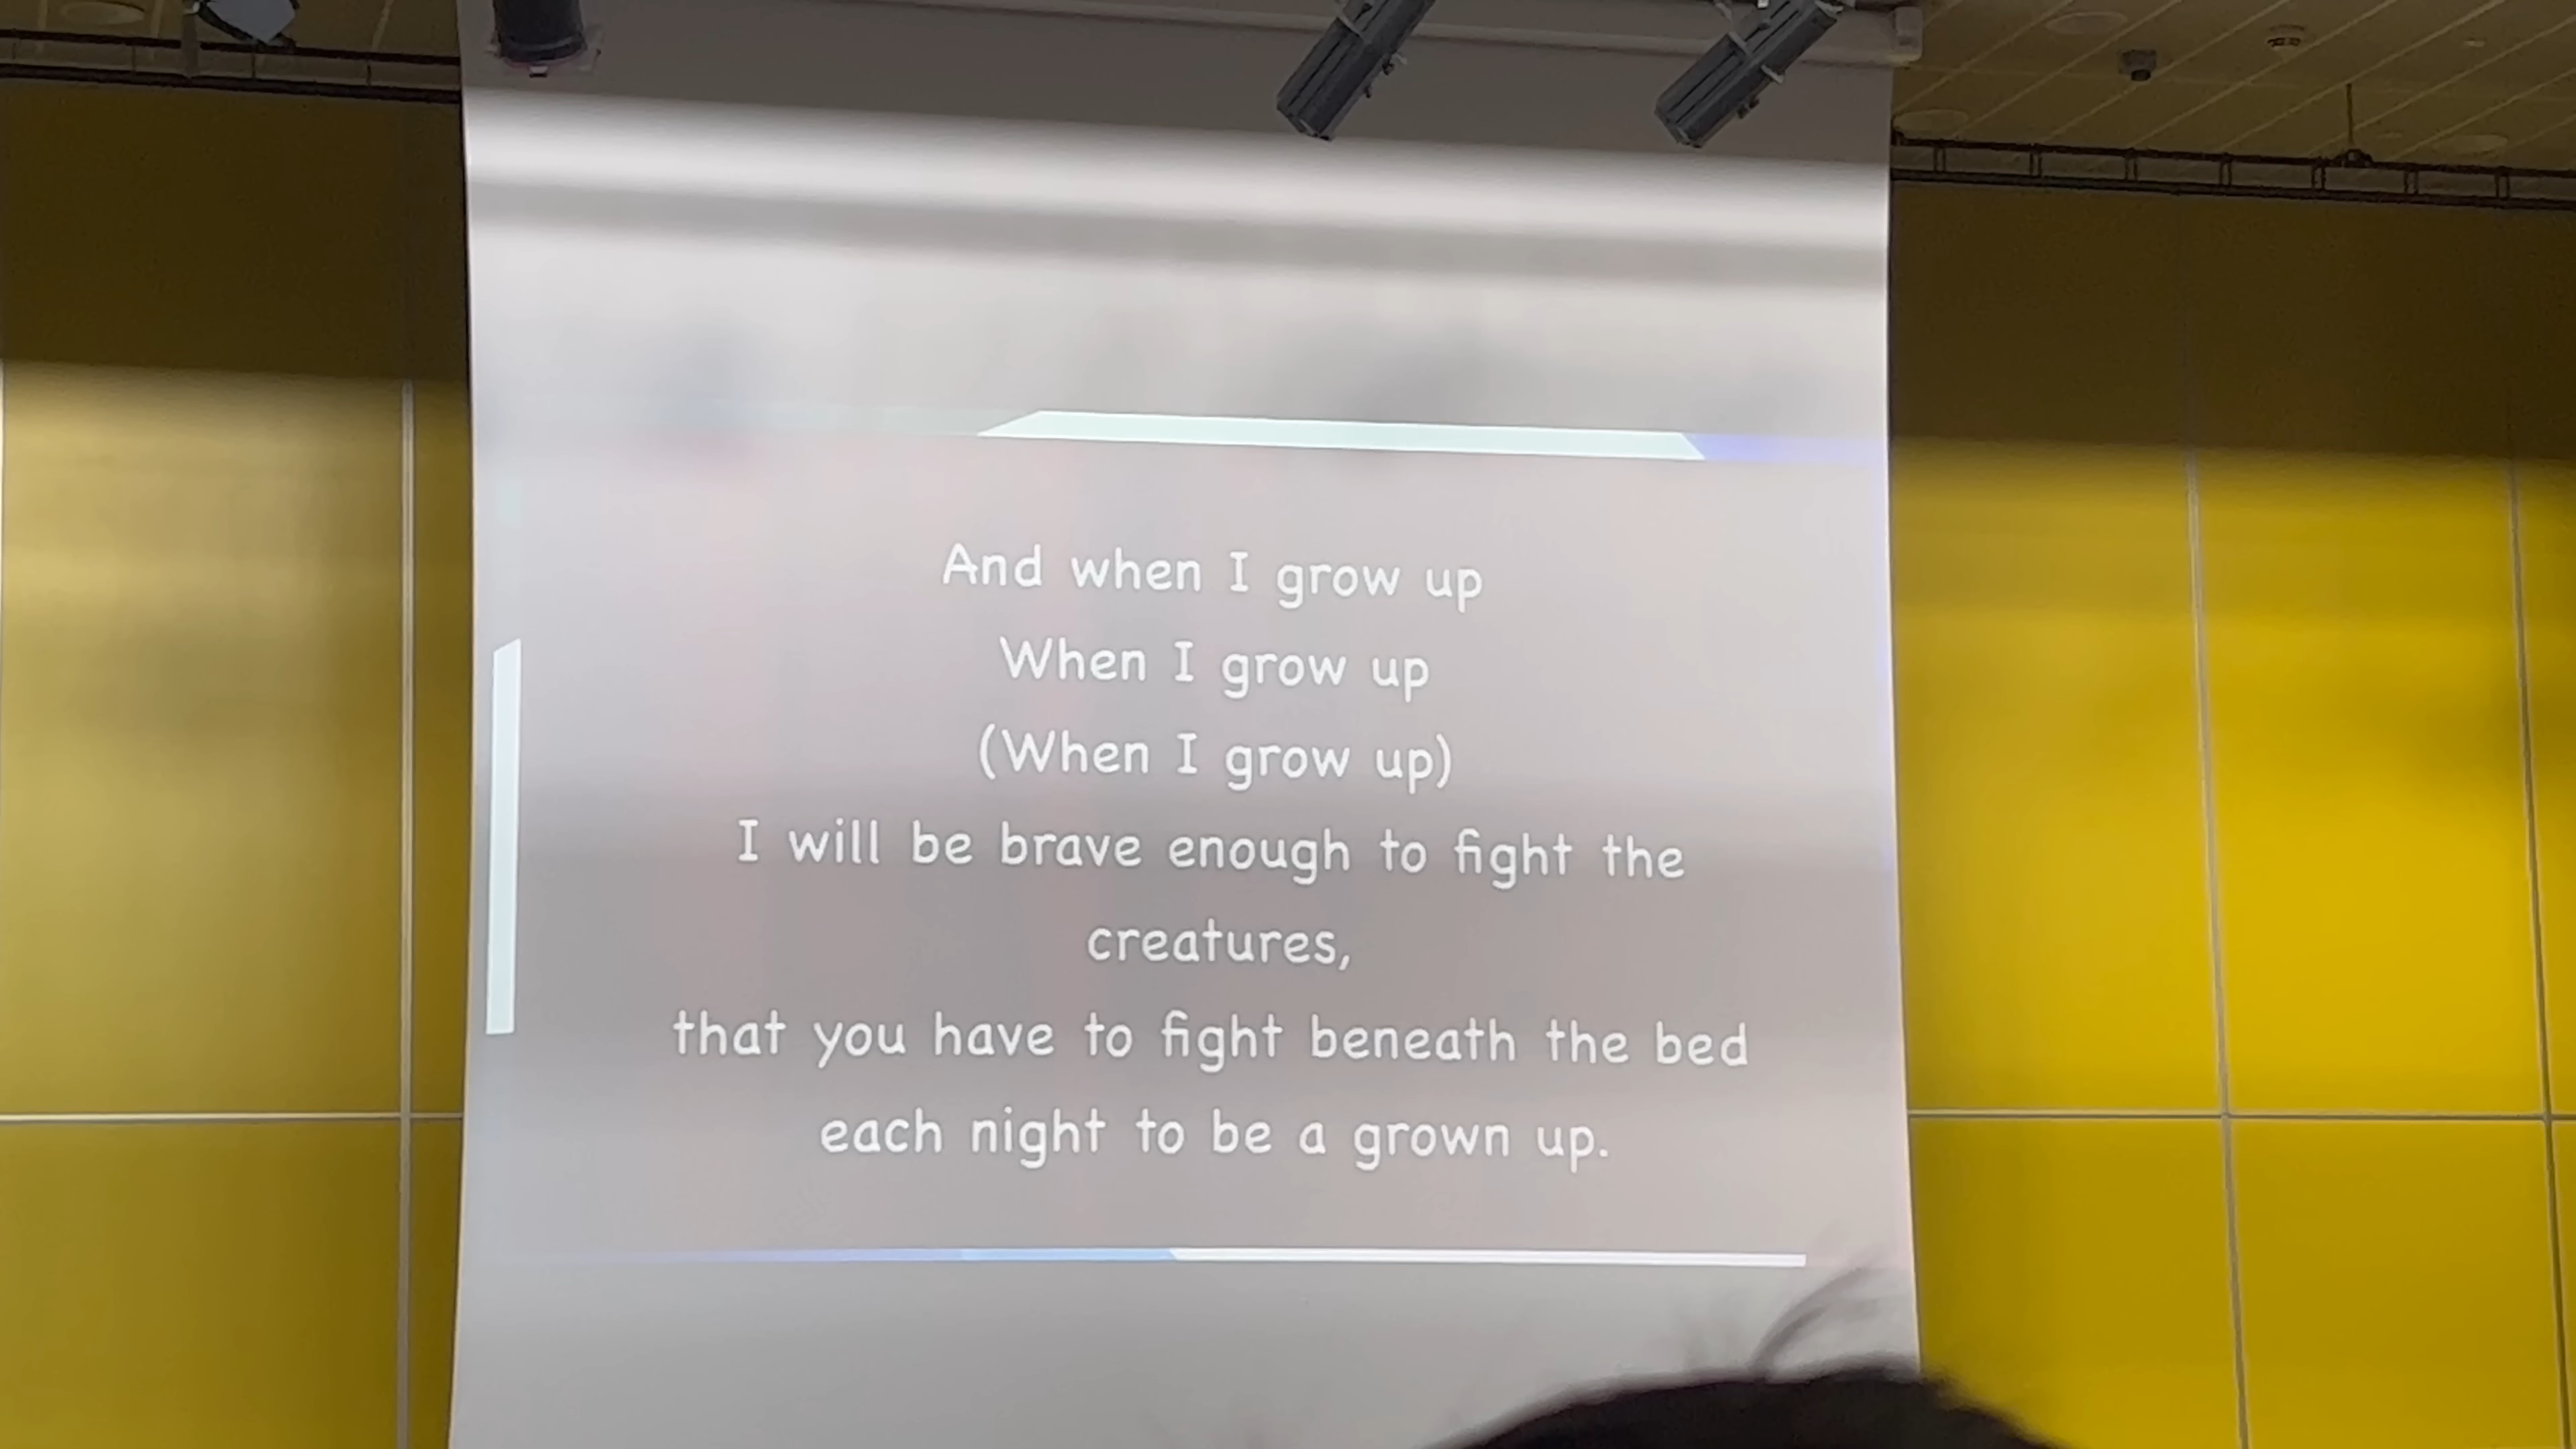 And when I grow up
When I grow up
(When I grow up)
I will be brave enough to fight the
creatures,
that you have to fight beneath the bed
each night to be a grown up.